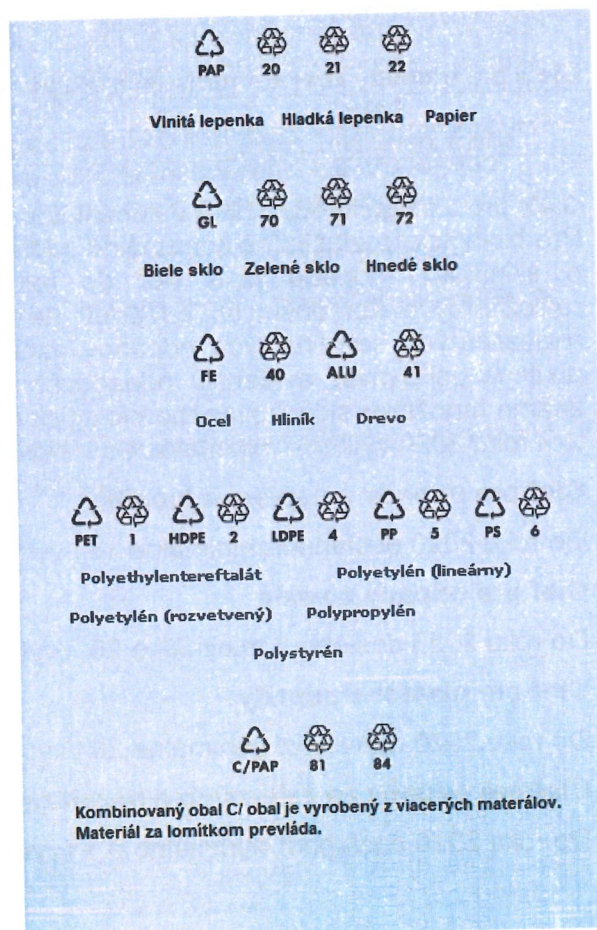 PAP 20 21 22
Vlnitá lepenka Hladká lepenka Papier
GL 70 71 72
Biele sklo Zelené sklo Hnedé sklo
FE 40 ALU 41
Ocel Hliník Drevo
PET 1 HDPE 2 LDPE 4 PP 5 PS 6
Polyethylentereftalát Polyetylén (lineárny)
Polyetylén (rozvetvený) Polypropylén
Polystyrén
C/PAP 81 84
Kombinovaný obal C/ obal je vyrobený z viacerých materálov.
Materiál za lomítkom prevláda.